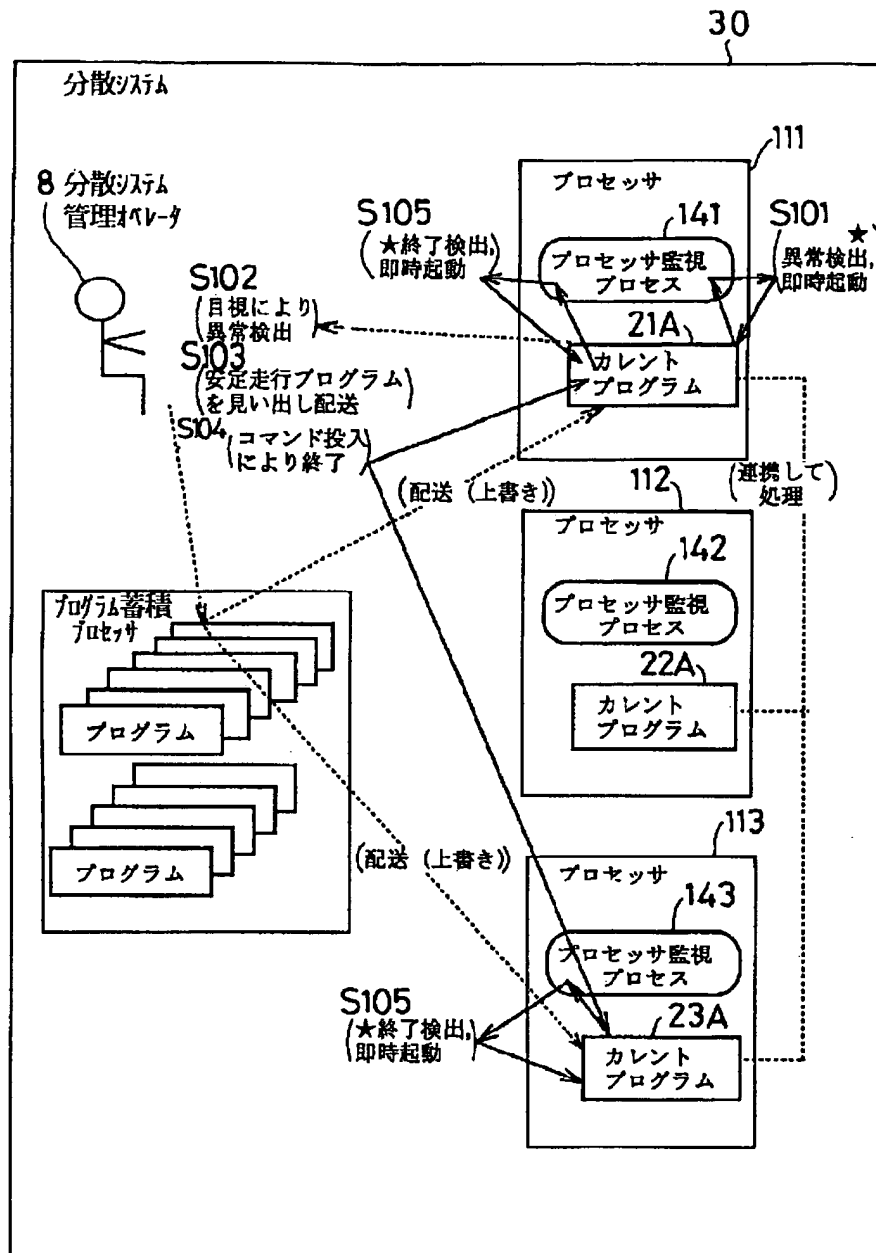 30
分散システム
111
8 分散システム
管理オペレータ
プロセッサ
S105
(★終了検出,
即時起動
141
プロセッサ監視
プロセス
S101
★
異常検出,
即時起動
S102
(目視により
異常検出
21A
カレント
プログラム
S103
(安定走行プログラム)
を見い出し配送
S104
(コマンド投入)
により終了
(配送（上書き）)
(連携して)
処理
112
プロセッサ
142
プロセッサ監視
プロセス
22A
カレント
プログラム
プログラム蓄積
プロセッサ
プログラム
プログラム
(配送（上書き）)
113
プロセッサ
143
プロセッサ監視
プロセス
S105
(★終了検出,
即時起動
23A
カレント
プログラム